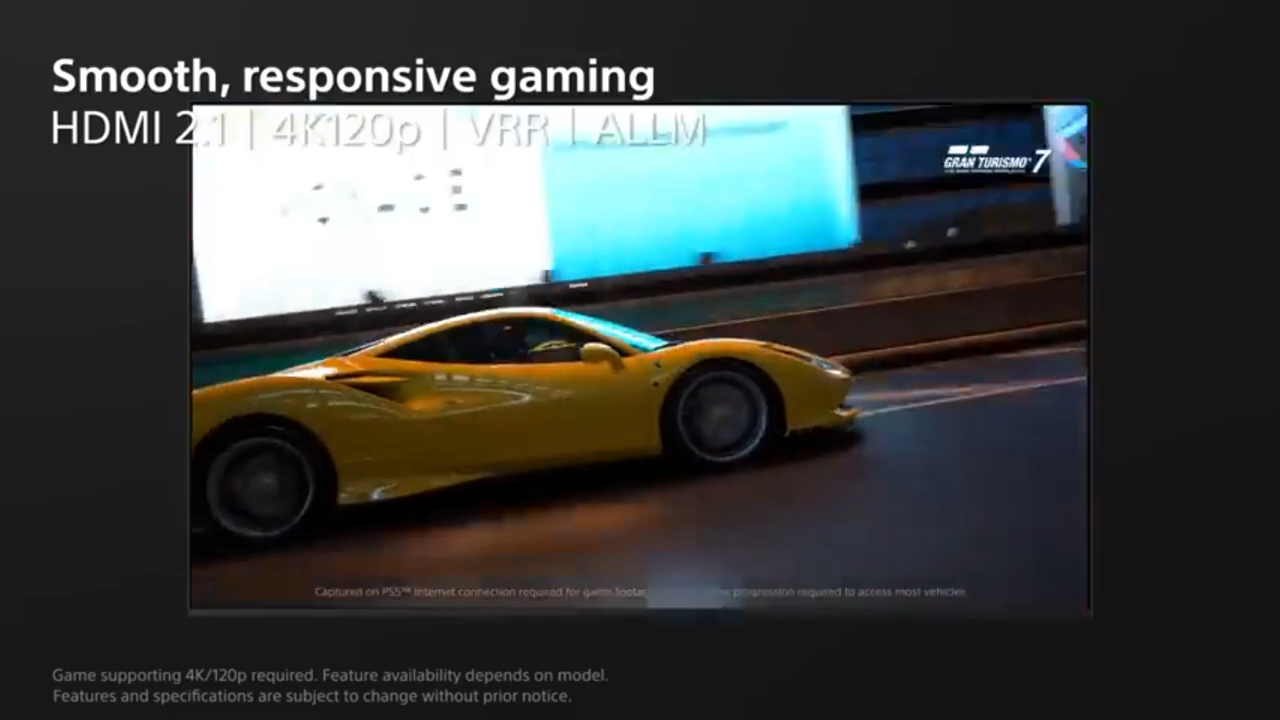 Smooth, responsive gaming
HDMI 2.1 | 4K120p | VRR | ALLM
GRAN TURISMO 7
Captured on PS5™ Internet connection required for game progression required to access most vehicles.
Game supporting 4K/120p required. Feature availability depends on model.
Features and specifications are subject to change without prior notice.